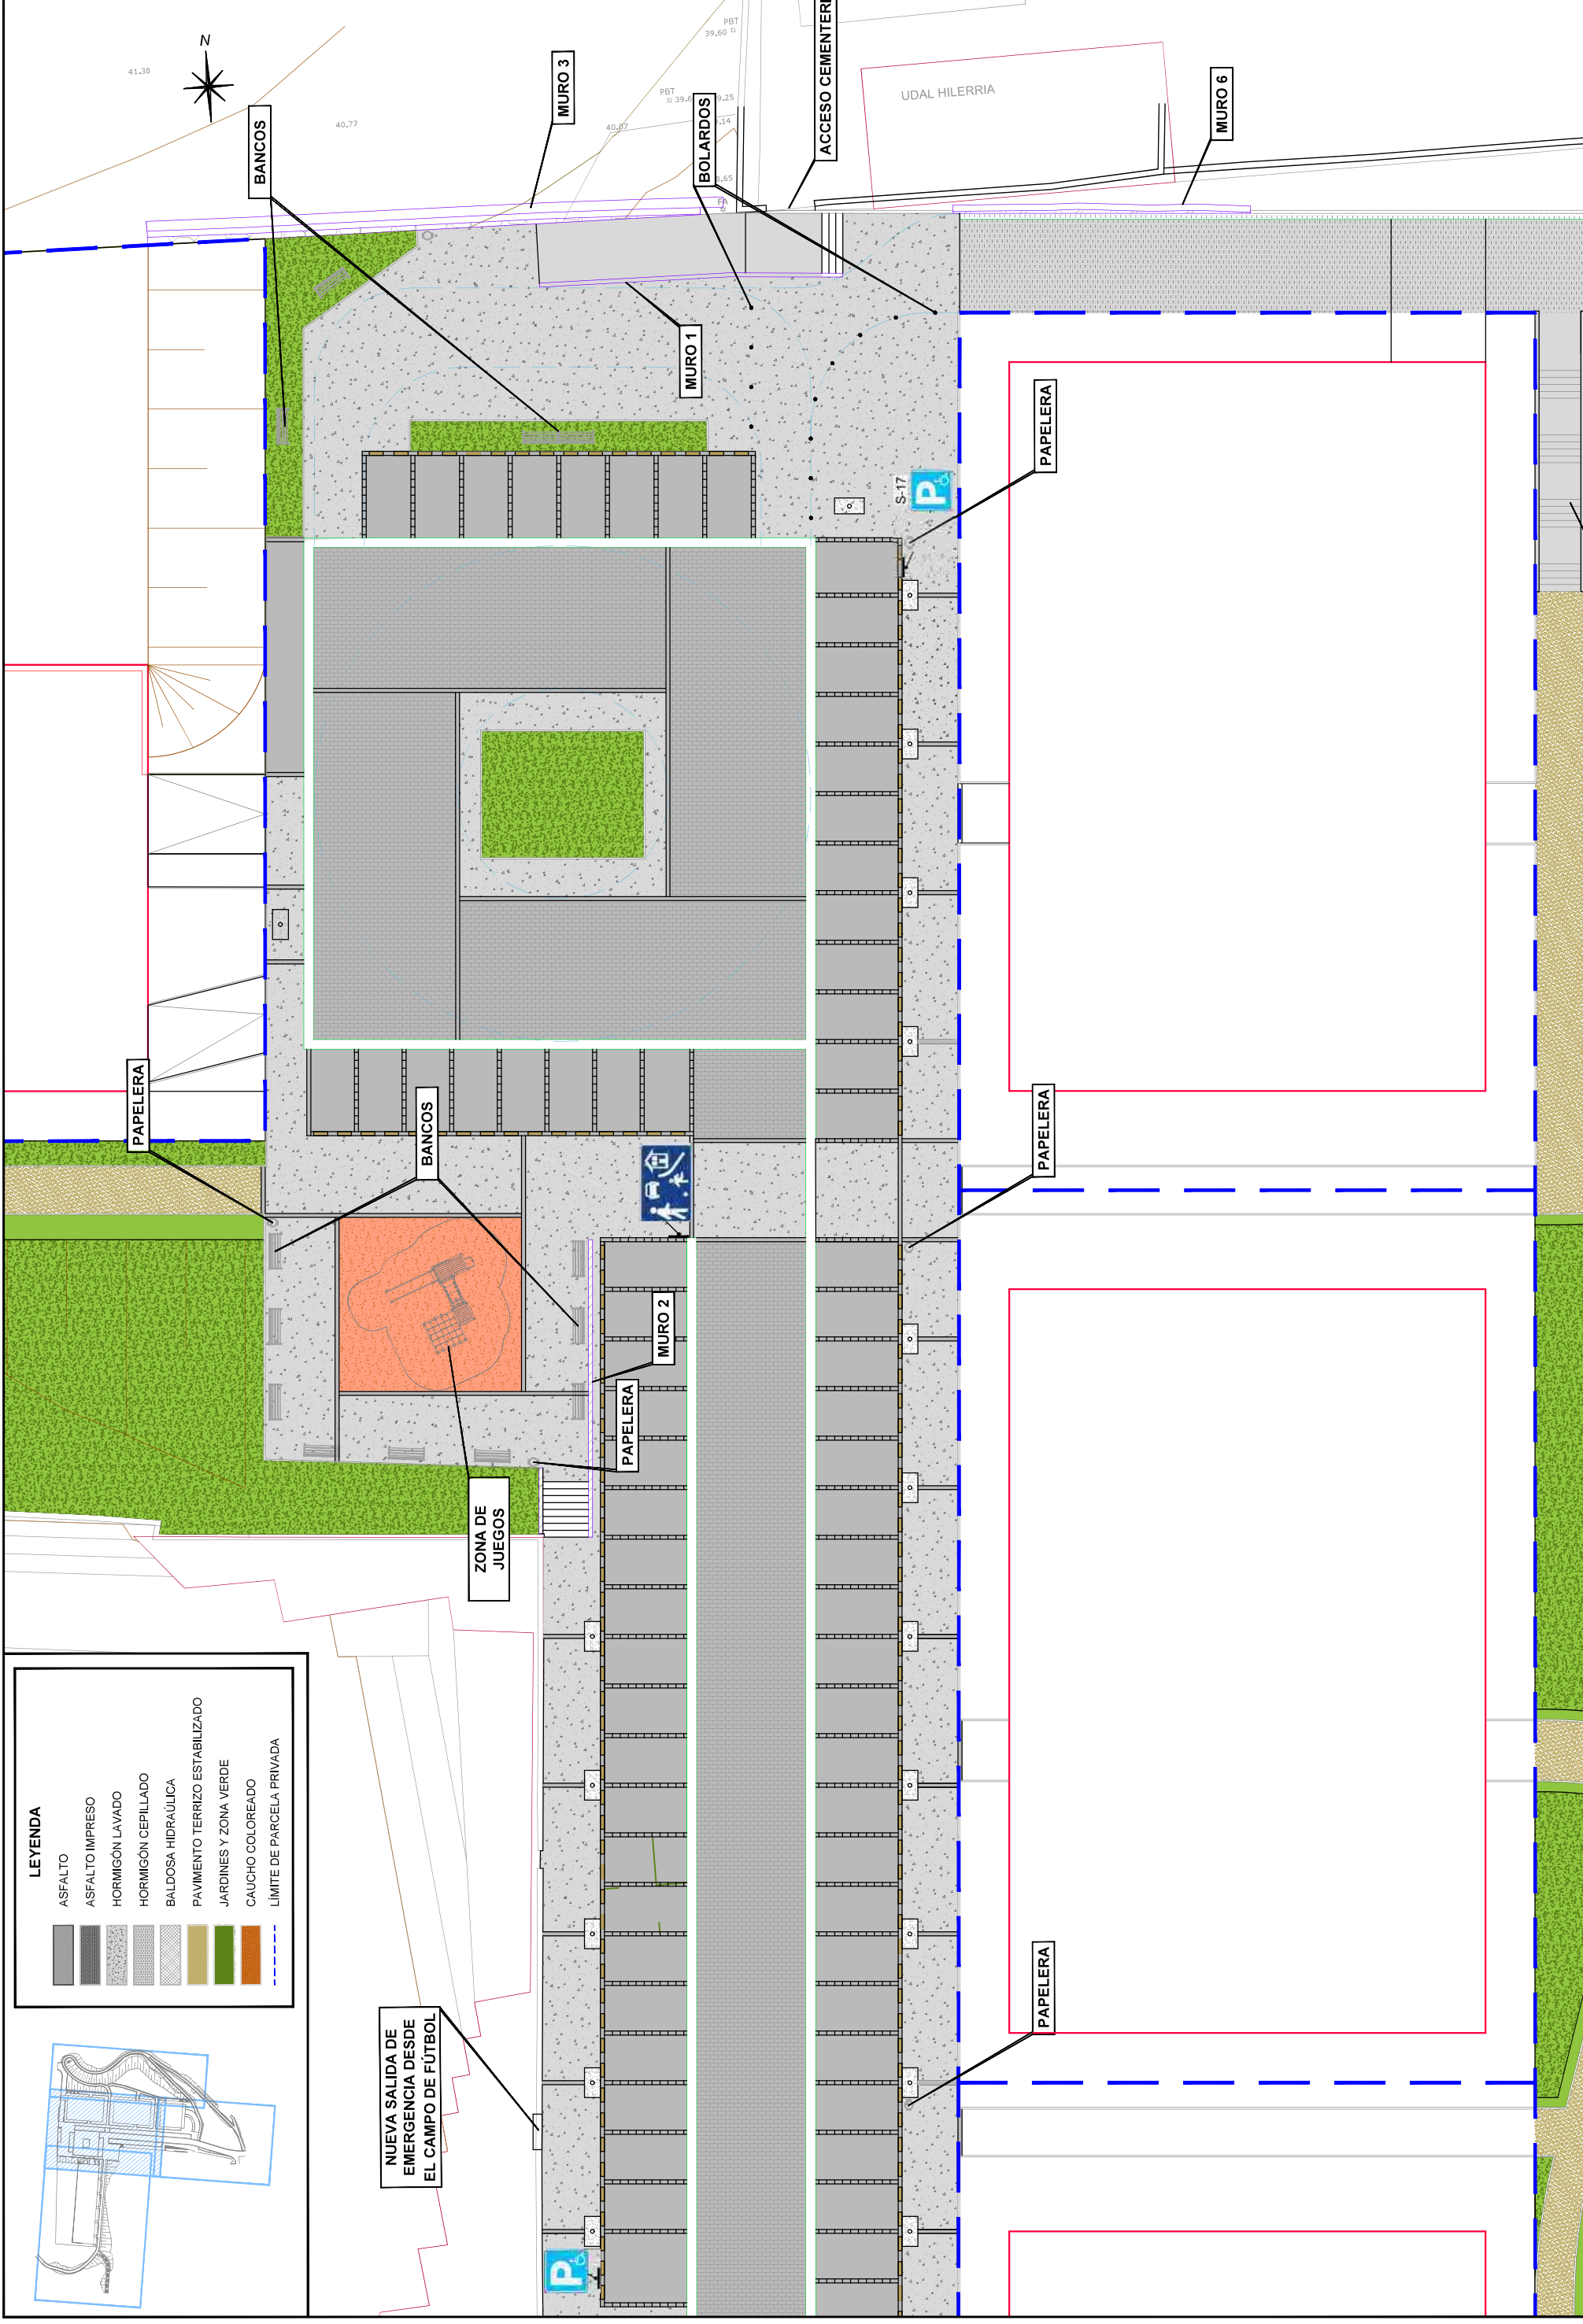 LEYENDA
ASFALTO
ASFALTO IMPRESO
HORMIGÓN LAVADO
HORMIGÓN CEPILLADO
BALDOSA HIDRAÚLICA
PAVIMENTO TERRIZO ESTABILIZADO
JARDINES Y ZONA VERDE
CAUCHO COLOREADO
LÍMITE DE PARCELA PRIVADA
NUEVA SALIDA DE
EMERGENCIA DESDE
EL CAMPO DE FÚTBOL
ZONA DE
JUEGOS
PAPELERA
BANCOS
PAPELERA
MURO 2
BANCOS
N
41.38
40.77
MURO 3
40.07
PBT
39.60
PBT
BOLARDOS
ACCESO CEMENTER
UDAL HILERRIA
MURO 6
MURO 1
FA
S-17
P
PAPELERA
PAPELERA
PAPELERA
P